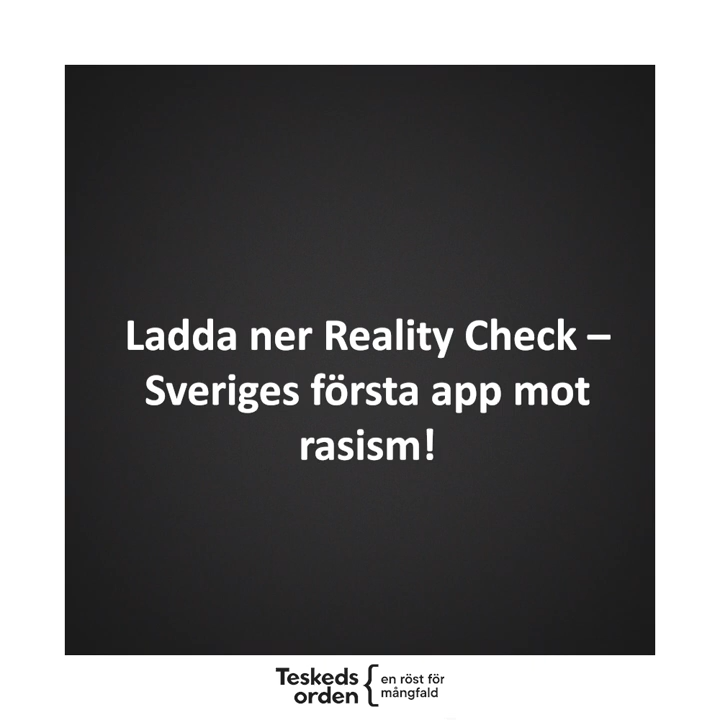 Ladda ner Reality Check –
Sveriges första app mot
rasism!
Teskeds
orden
en röst för
mångfald